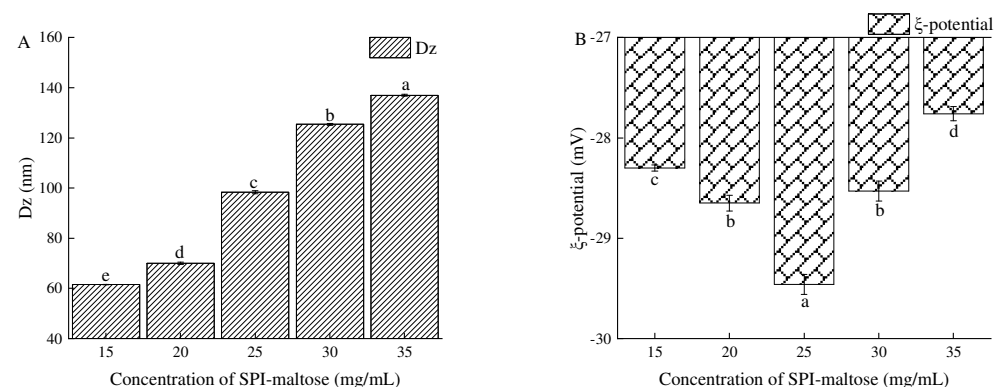 A
Dz
160
140
120
100
80
60
40
Dz (nm)
e
d
c
b
a
15 20 25 30 35
Concentration of SPI-maltose (mg/mL)
B
ξ-potential
-27
-28
-29
-30
ξ-potential (mV)
c
b
a
b
d
15 20 25 30 35
Concentration of SPI-maltose (mg/mL)